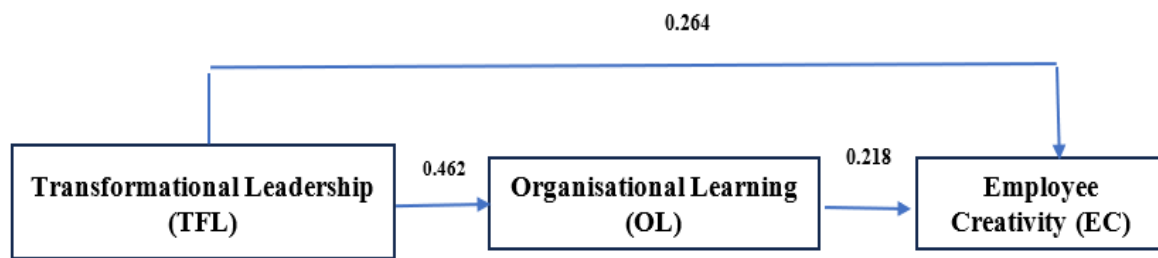 0.264
Transformational Leadership
(TFL)
0.462
Organisational Learning
(OL)
0.218
Employee
Creativity (EC)